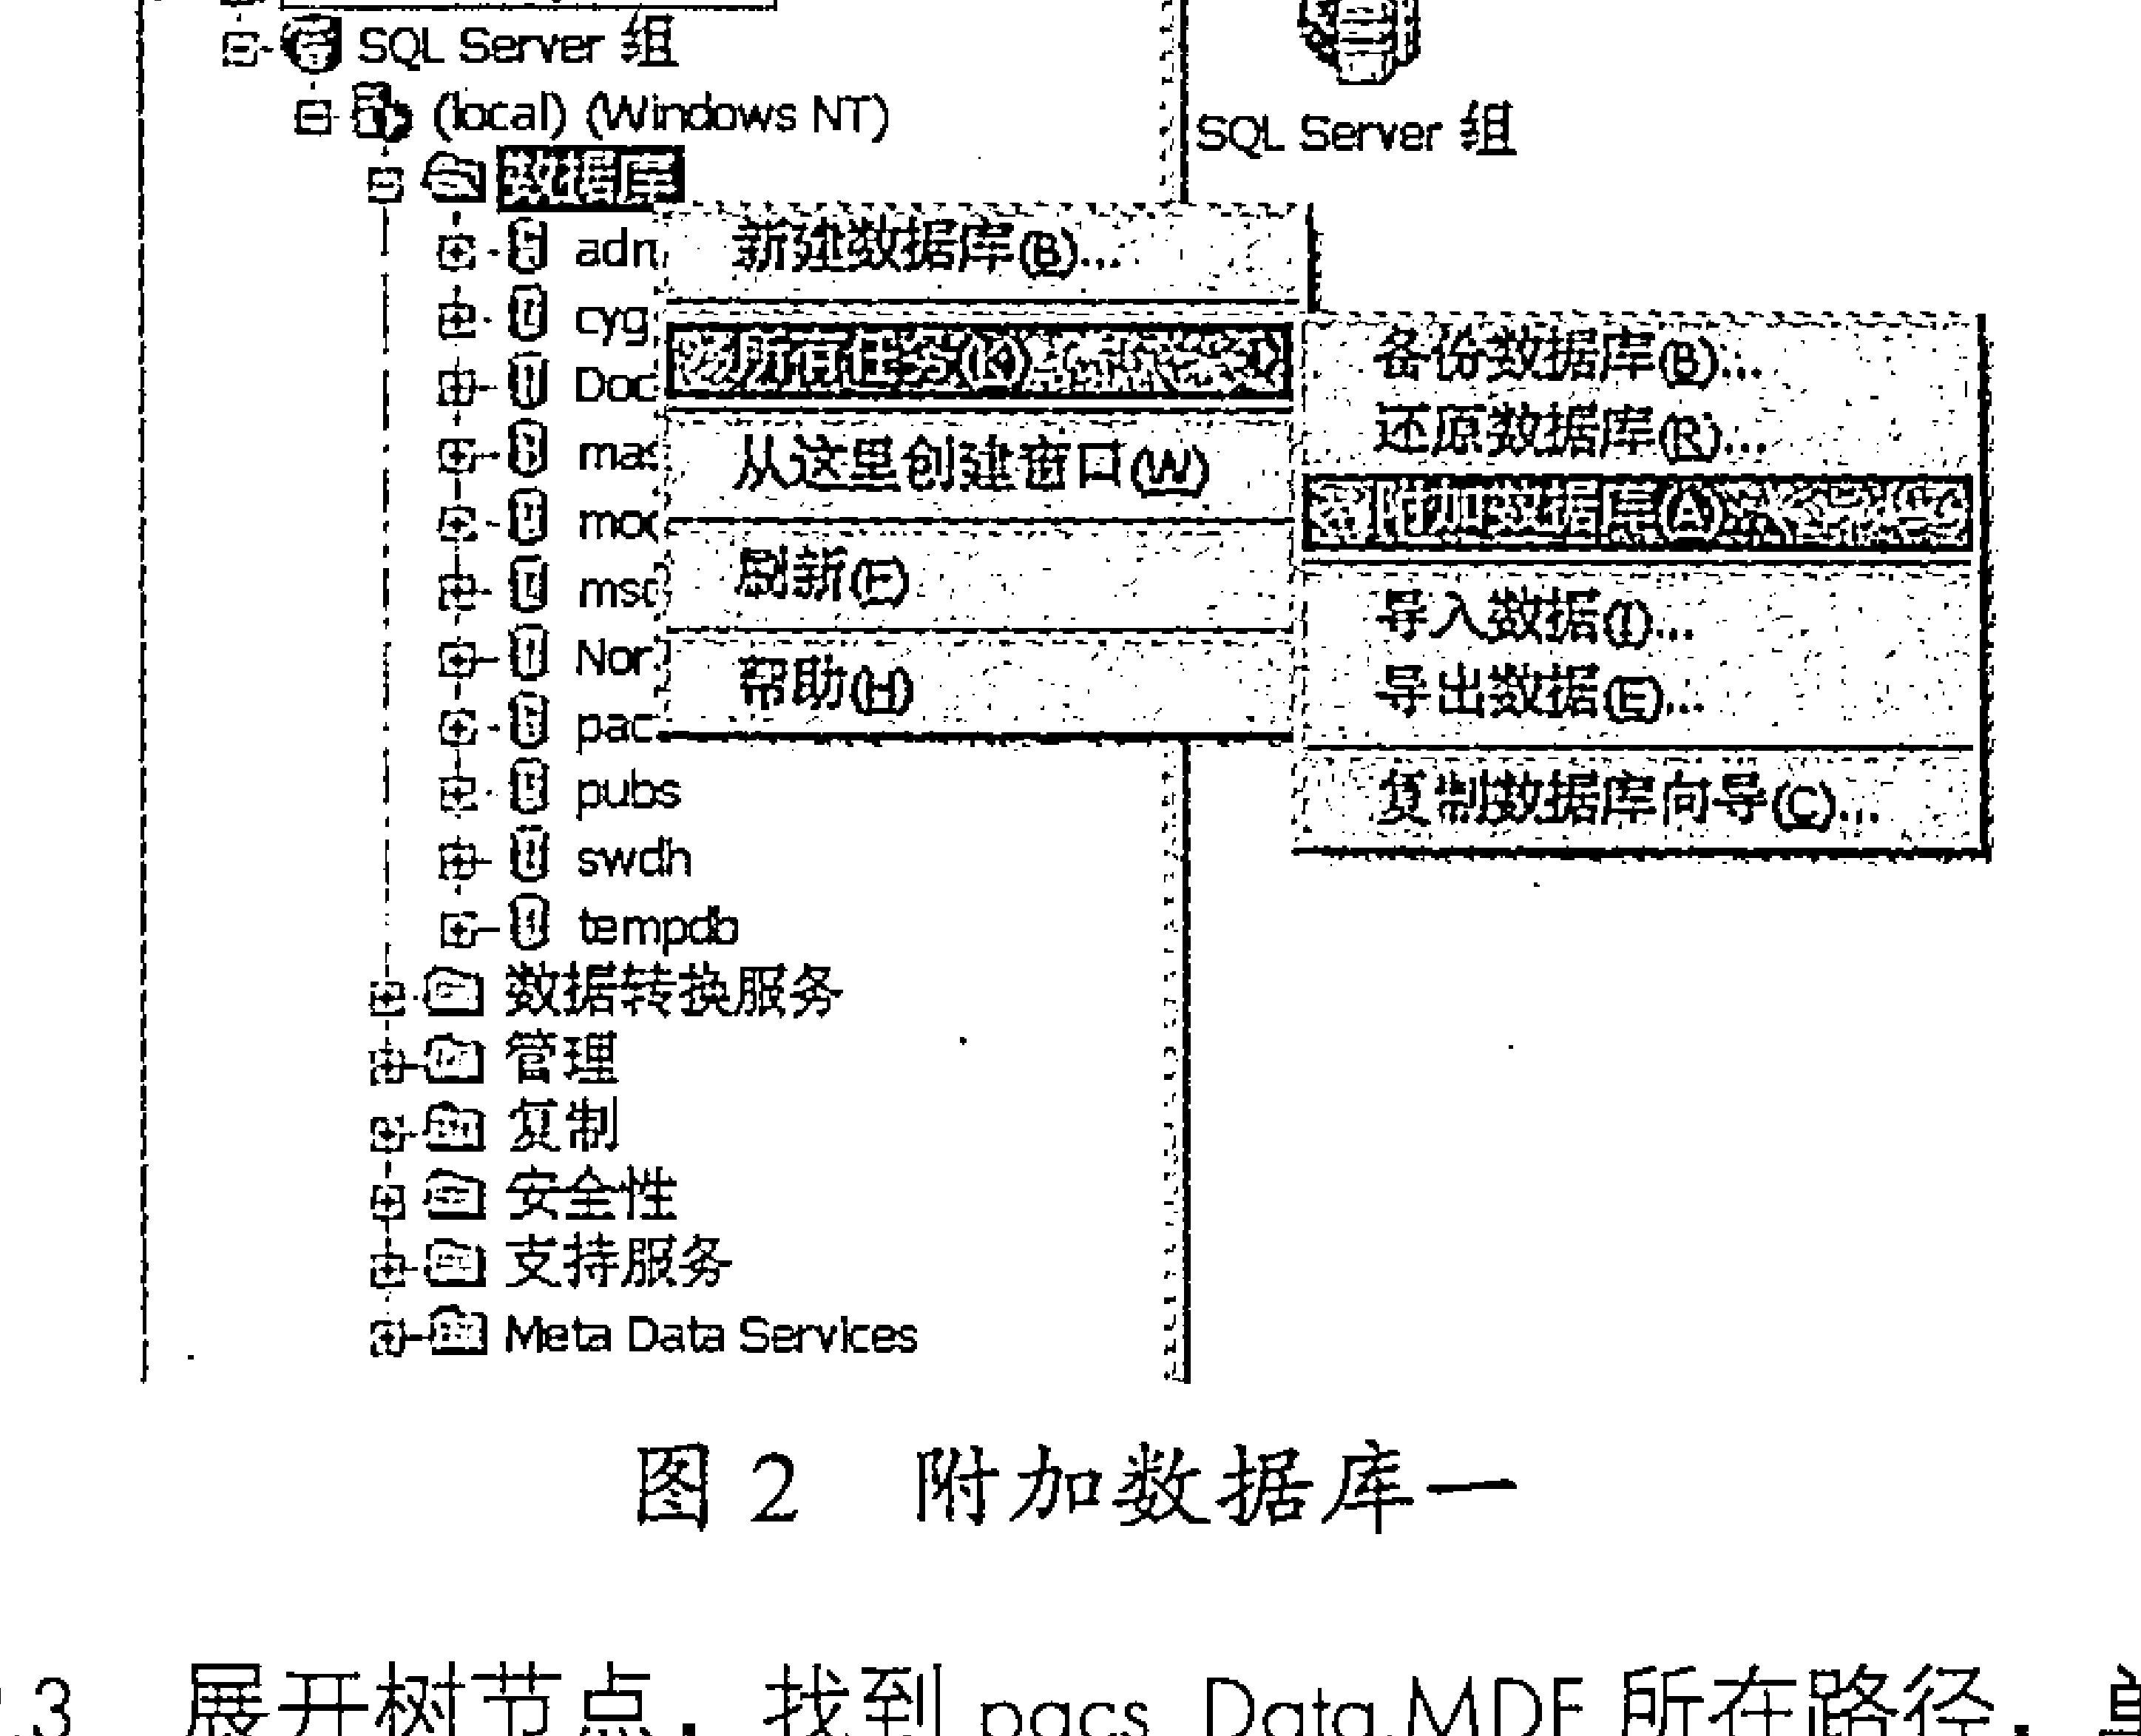 SQL Server 组
(local) (Windows NT)
数据库
adn
cyg
Doc
mas
mod
msd
Nor
pac
pubs
swdh
tempdb
数据转换服务
管理
复制
安全性
支持服务
Meta Data Services
SQL Server 组
新建数据库(B)...
所有任务(K)
从这里创建窗口(W)
刷新(F)
帮助(H)
备份数据库(B)...
还原数据库(R)...
附加数据库(A)
导入数据(I)...
导出数据(E)...
复制数据库向导(C)...
图 2 附加数据库一
.3 展开树节点，找到 pacs_Data.MDF 所在路径，单